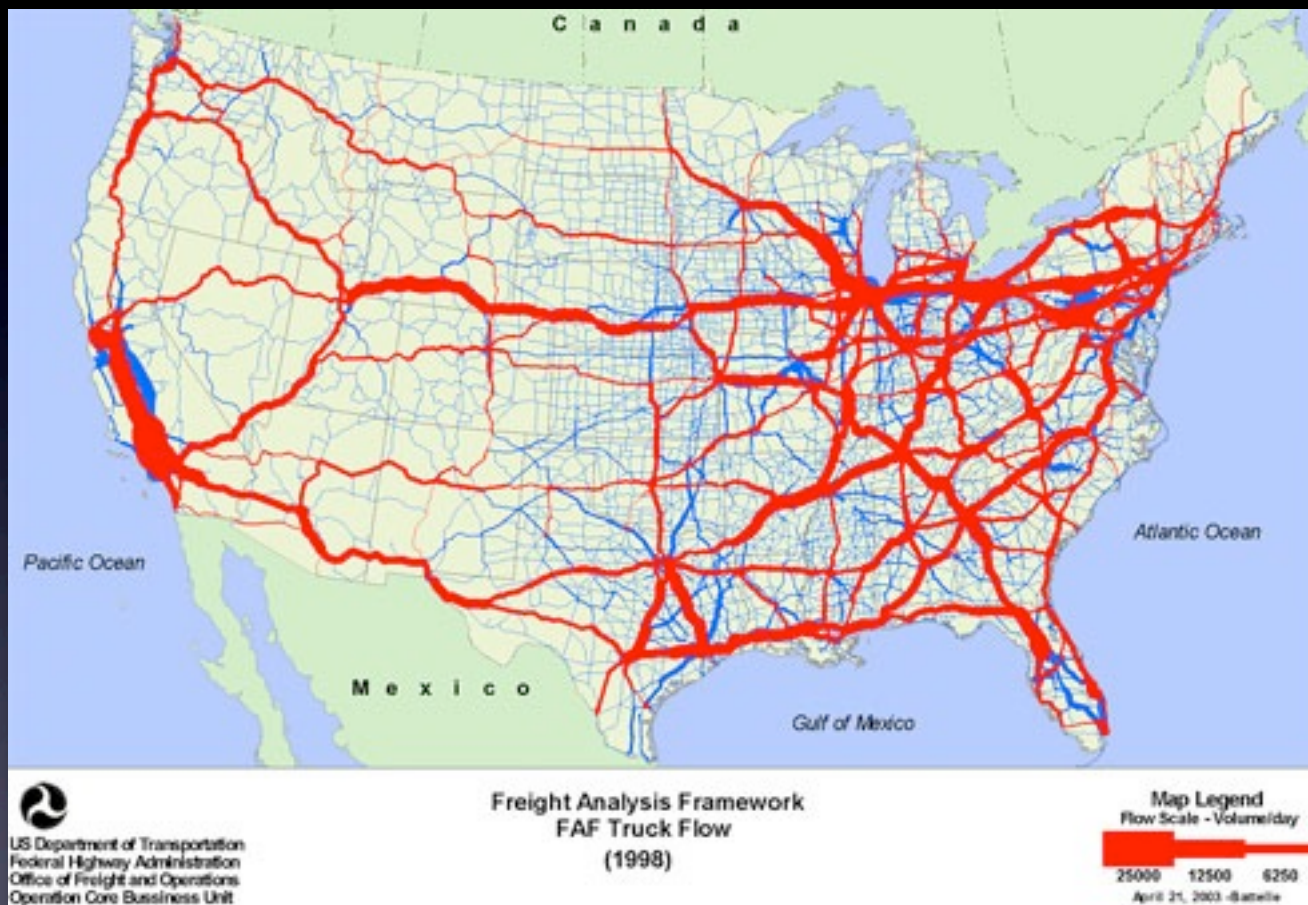 Canada
Pacific Ocean
Atlantic Ocean
Mexico
Gulf of Mexico
US Department of Transportation
Federal Highway Administration
Office of Freight and Operations
Operation Core Bussiness Unit
Freight Analysis Framework
FAF Truck Flow
(1998)
Map Legend
Flow Scale - Volume/day
25000 12500 6250
April 21, 2003 -Battelle